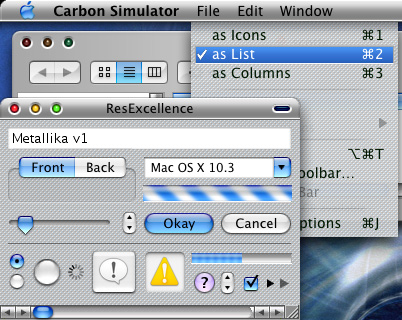 Carbon Simulator File Edit Window
as Icons ⌘1
✓ as List ⌘2
as Columns ⌘3
ResExcellence
Metallika v1
⌥⌘T
Front Back Mac OS X 10.3
oolbar...
Bar
Okay Cancel
ptions ⌘J
?